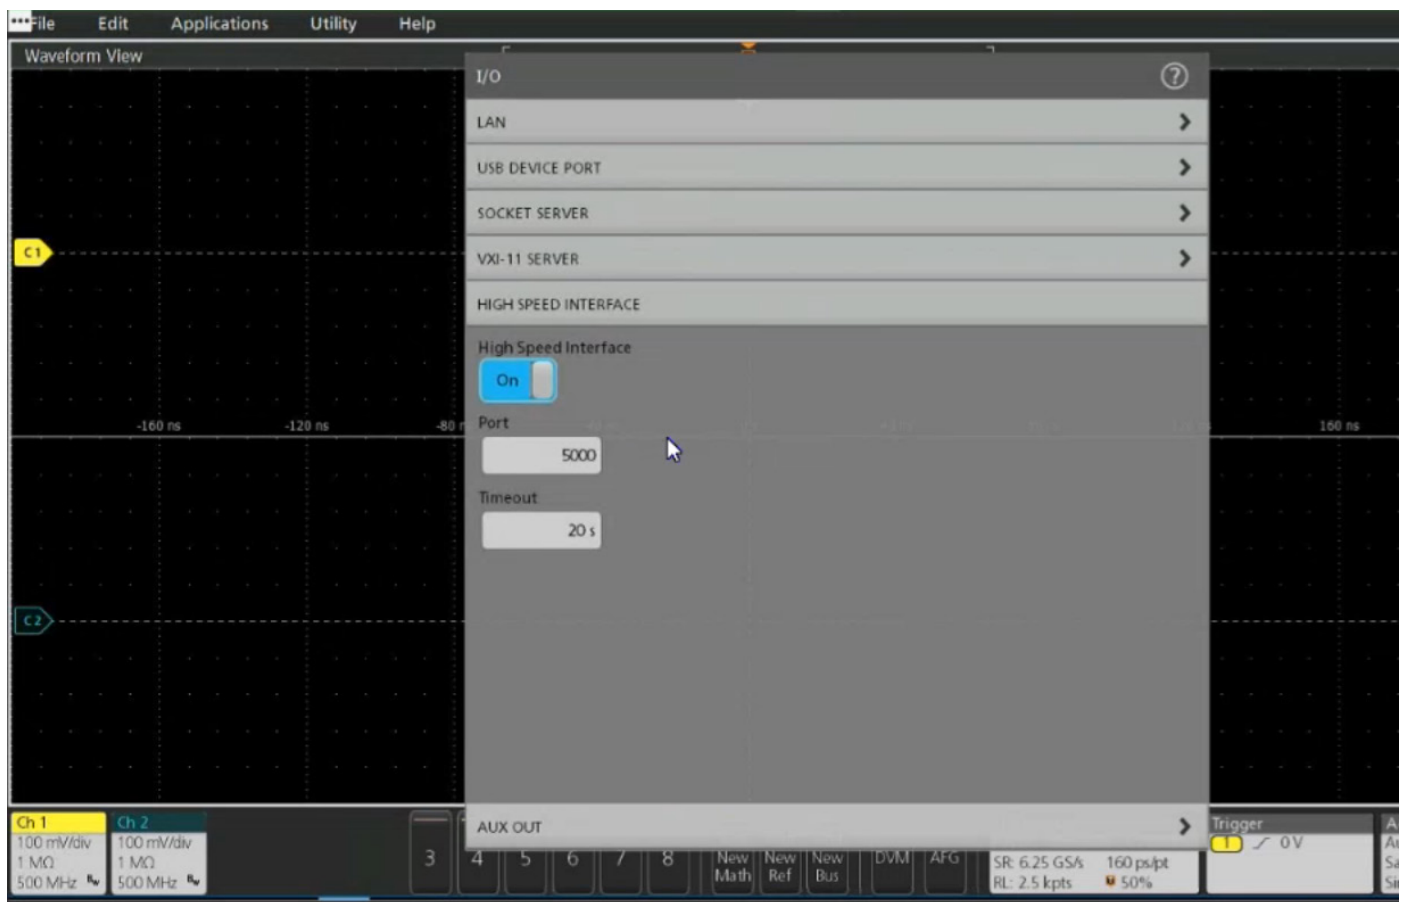 File Edit Applications Utility Help
Waveform View
I/O
?
LAN
USB DEVICE PORT
SOCKET SERVER
C1
VXI-11 SERVER
HIGH SPEED INTERFACE
High Speed Interface
On
-160 ns -120 ns -80 160 ns
Port
5000
Timeout
20 s
C2
AUX OUT
Ch 1
100 mV/div
1 MΩ
500 MHz Bw
Ch 2
100 mV/div
1 MΩ
500 MHz Bw
3 4 5 6 7 8
New
Math
New
Ref
New
Bus
DVM
AFG
SR: 6.25 GS/s 160 ps/pt
RL: 2.5 kpts 50%
Trigger
1 0 V